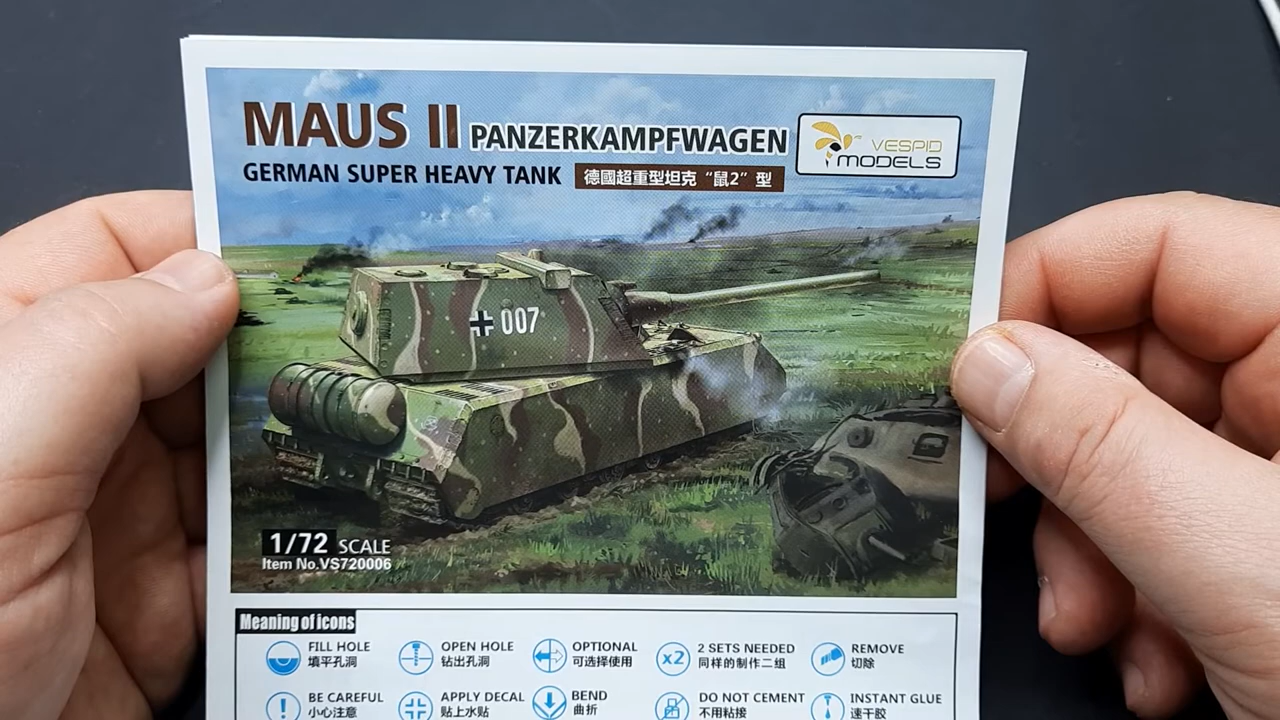 MAUS II PANZERKAMPFWAGEN
VESPID
MODELS
GERMAN SUPER HEAVY TANK 德國超重型坦克“鼠2”型
007
1/72 SCALE
Item No.VS720006
Meaning of icons
FILL HOLE
填平孔洞
OPEN HOLE
钻出孔洞
OPTIONAL
可选择使用
x2
2 SETS NEEDED
同样的制作二组
REMOVE
切除
BE CAREFUL
小心注意
APPLY DECAL
贴上水贴
BEND
曲折
DO NOT CEMENT
不用粘接
INSTANT GLUE
速干胶